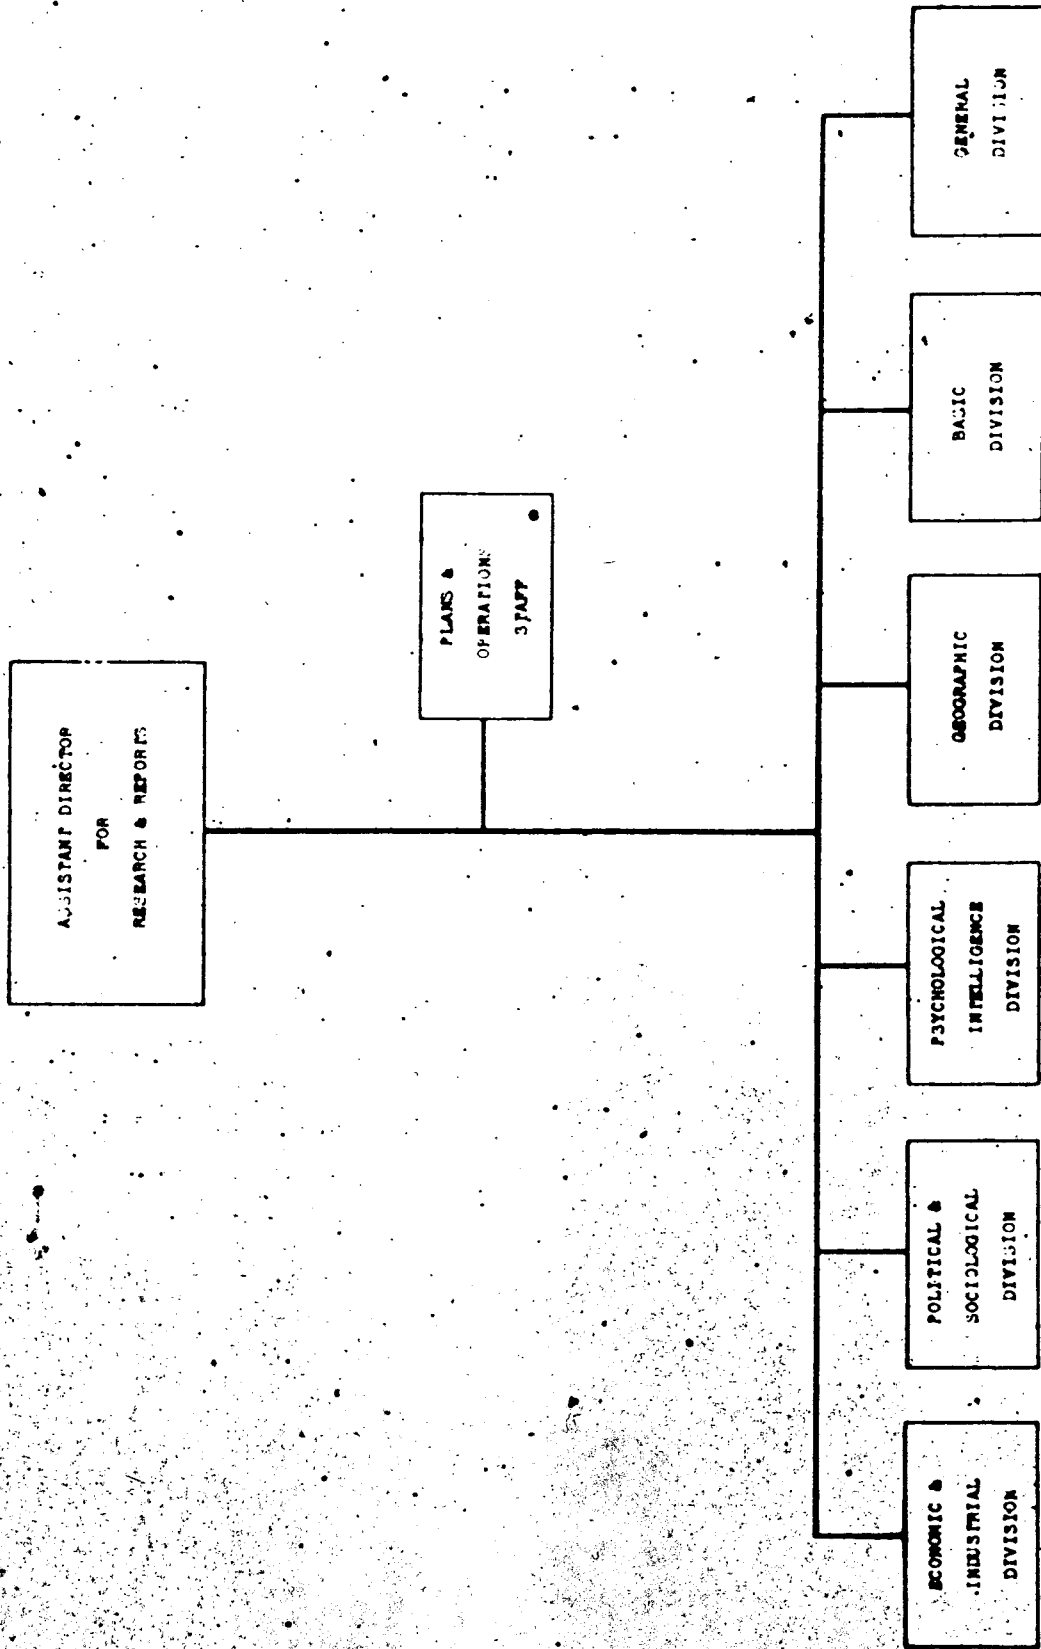 ASSISTANT DIRECTOR
FOR
RESEARCH & REPORTS
PLANS &
OPERATIONS
STAFF
ECONOMIC &
INDUSTRIAL
DIVISION
POLITICAL &
SOCIOLOGICAL
DIVISION
PSYCHOLOGICAL
INTELLIGENCE
DIVISION
GEOGRAPHIC
DIVISION
BASIC
DIVISION
GENERAL
DIVISION